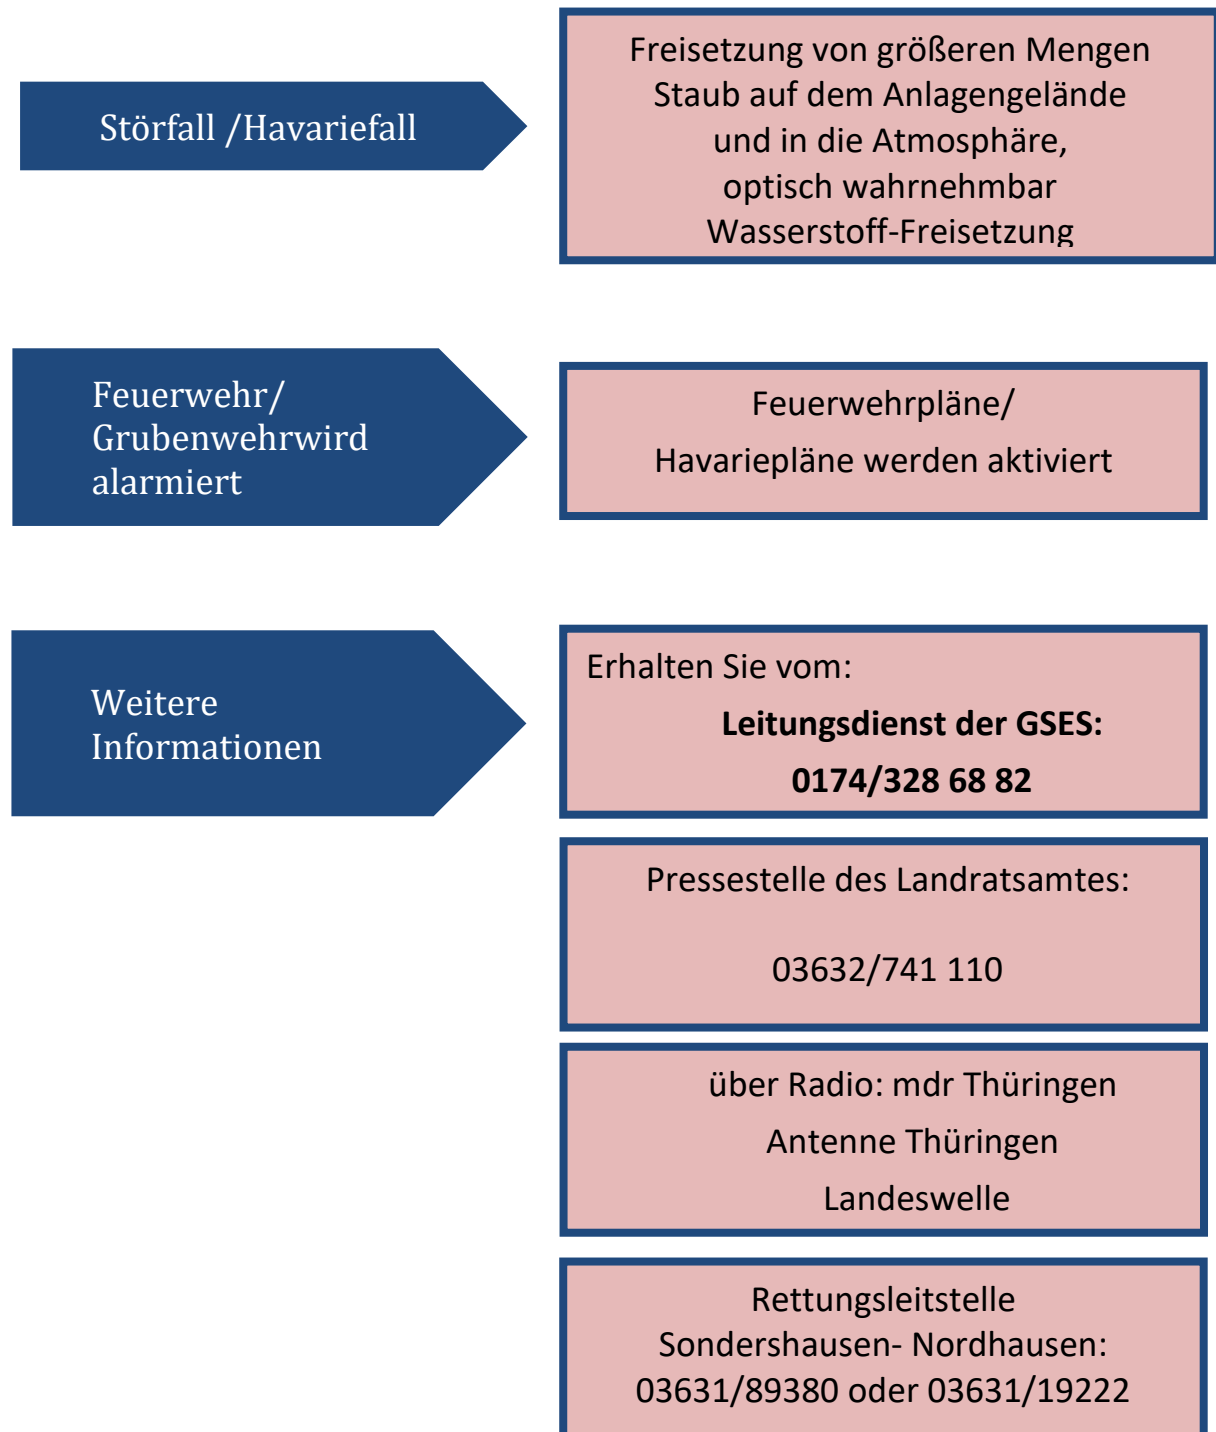 Störfall /Havariefall
Freisetzung von größeren Mengen
Staub auf dem Anlagengelände
und in die Atmosphäre,
optisch wahrnehmbar
Wasserstoff-Freisetzung
Feuerwehr/
Grubenwehrwird
alarmiert
Feuerwehrpläne/
Havariepläne werden aktiviert
Weitere
Informationen
Erhalten Sie vom:
Leitungsdienst der GSES:
0174/328 68 82
Pressestelle des Landratsamtes:
03632/741 110
über Radio: mdr Thüringen
Antenne Thüringen
Landeswelle
Rettungsleitstelle
Sondershausen- Nordhausen:
03631/89380 oder 03631/19222